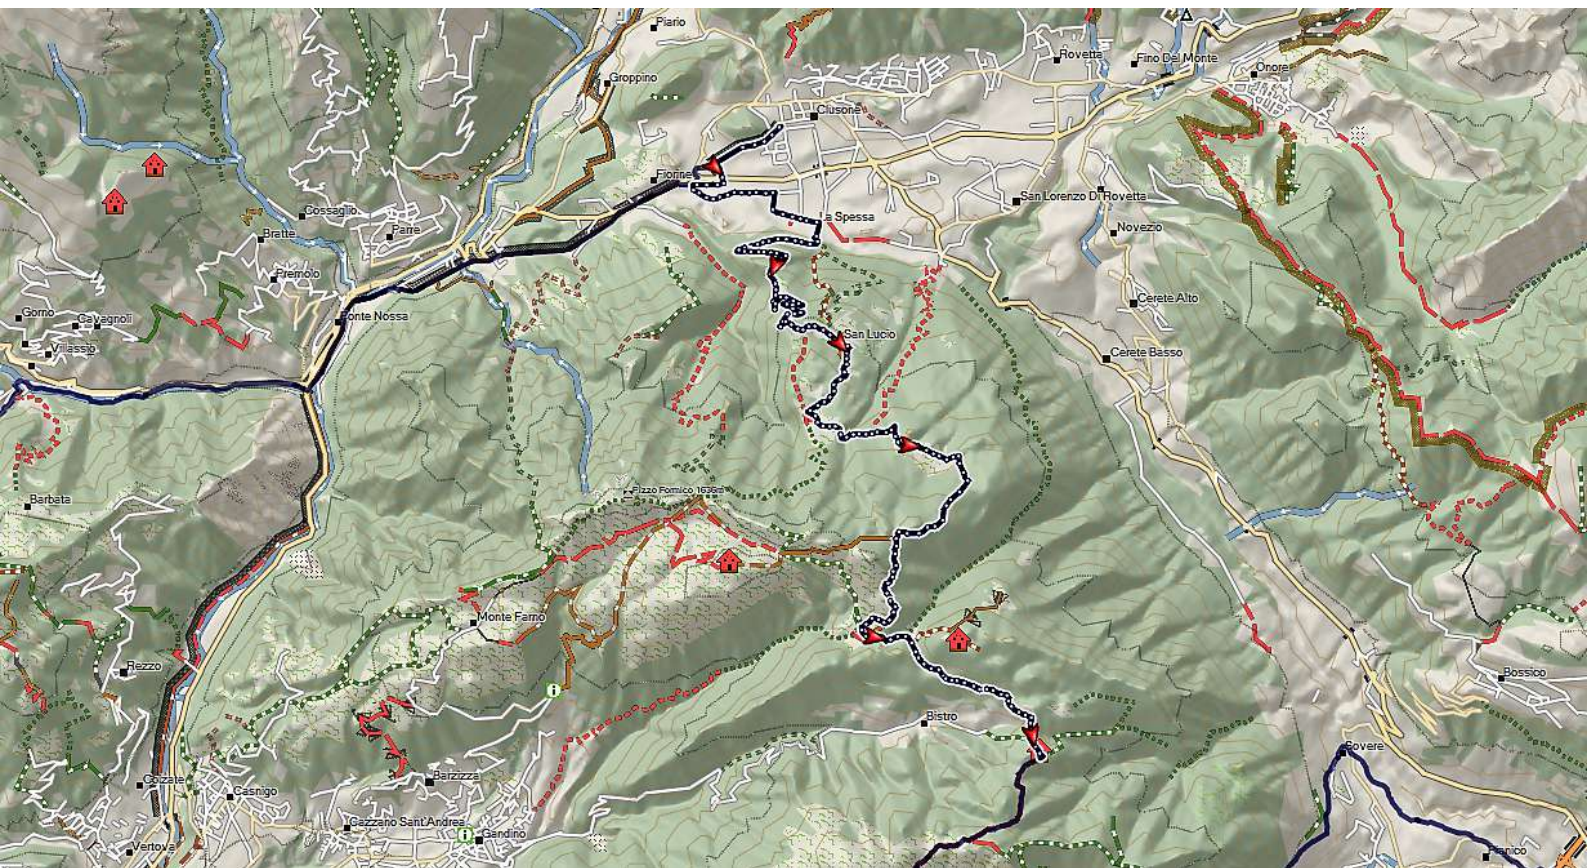 Piario
Rovetta
Fino Del Monte
Onore
Groppino
Clusone
Fiorine
San Lorenzo Di Rovetta
Cossaglio
La Spessa
Bratte
Parre
Novezio
Premolo
Cerete Alto
Gorno
Cavagnoli
Ponte Nossa
San Lucio
Villassio
Cerete Basso
Barbata
Pizzo Formico 1636m
Monte Farno
Rezzo
Bossico
Bistro
Sovere
Colzate
Barzizza
Casnigo
Cazzano Sant'Andrea
Gandino
Vertova
Pianico